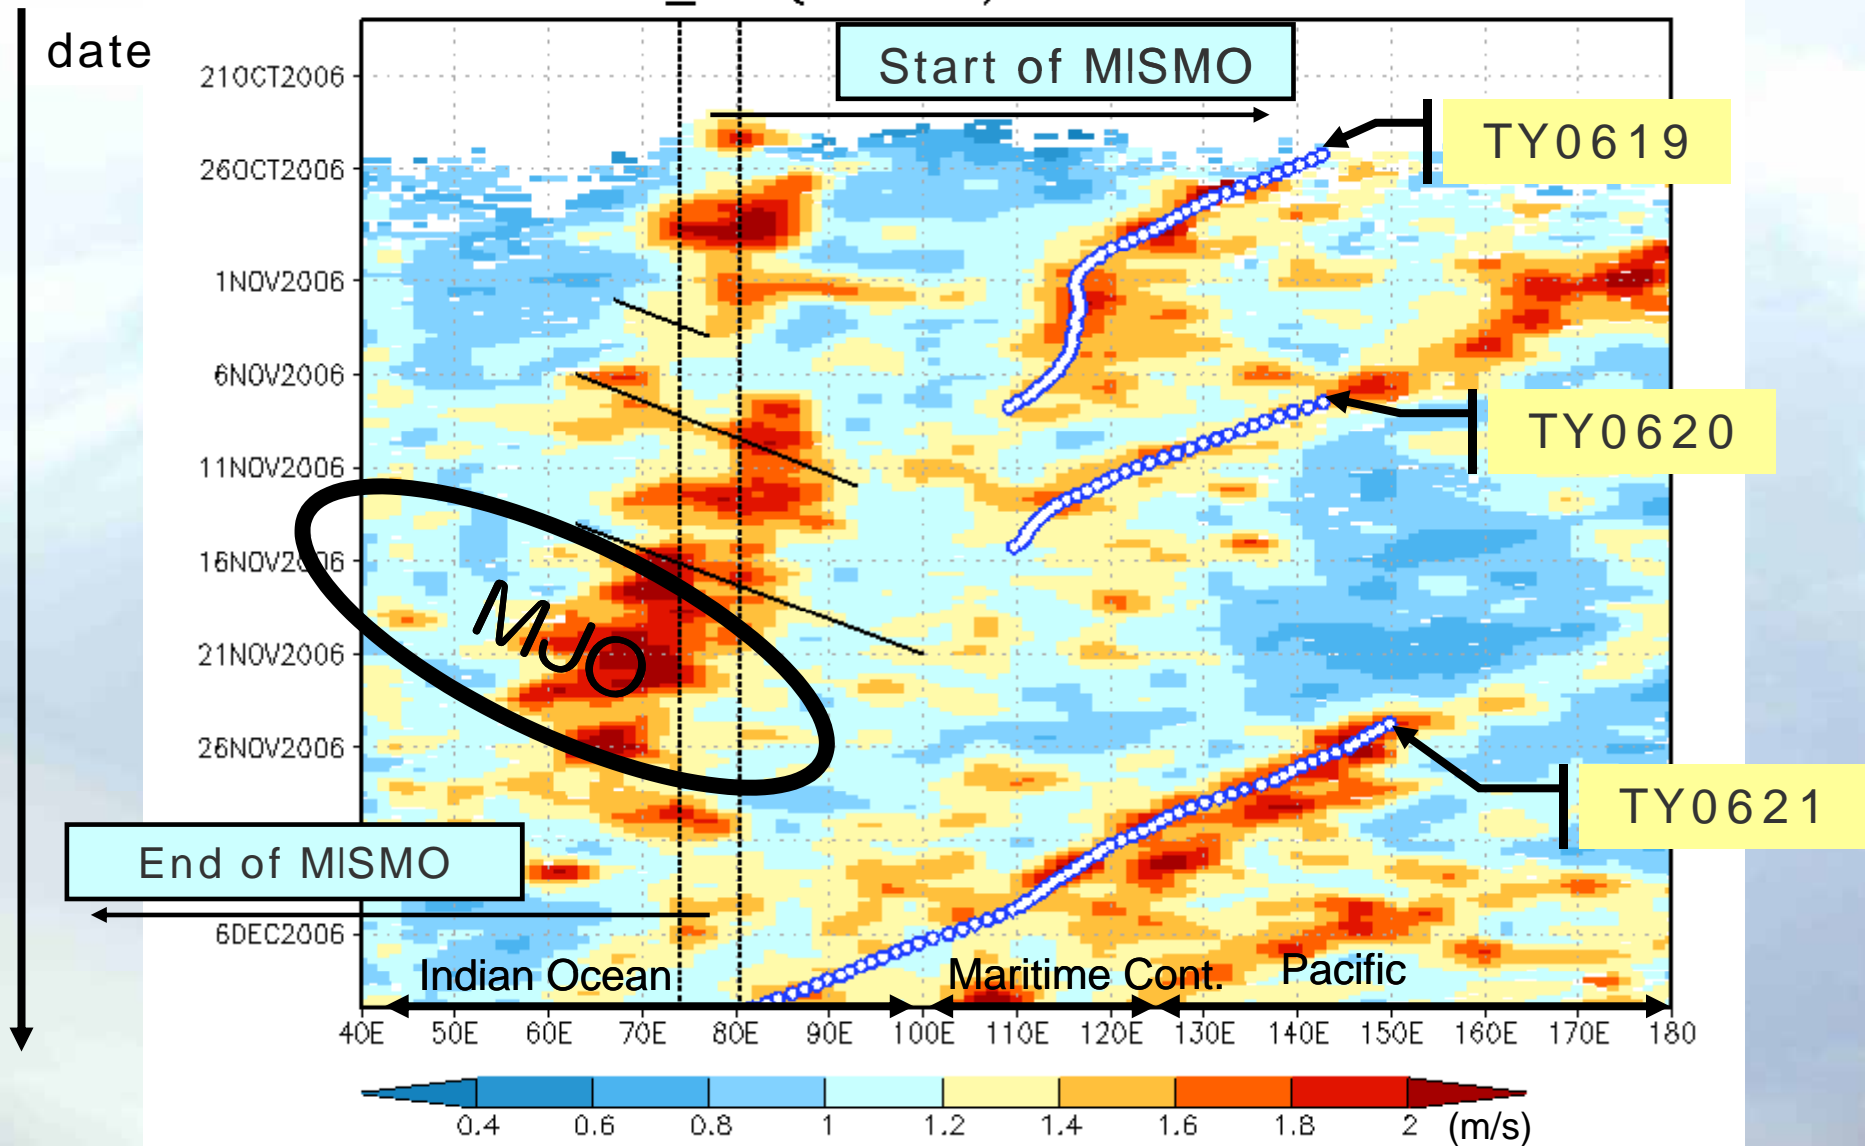 date
Start of MISMO
21OCT2006
TY0619
26OCT2006
1NOV2006
6NOV2006
TY0620
11NOV2006
16NOV2006
MJO
21NOV2006
26NOV2006
TY0621
End of MISMO
6DEC2006
Indian Ocean
Maritime Cont.
Pacific
40E 50E 60E 70E 80E 90E 100E 110E 120E 130E 140E 150E 160E 170E 180
0.4 0.6 0.8 1 1.2 1.4 1.6 1.8 2 (m/s)